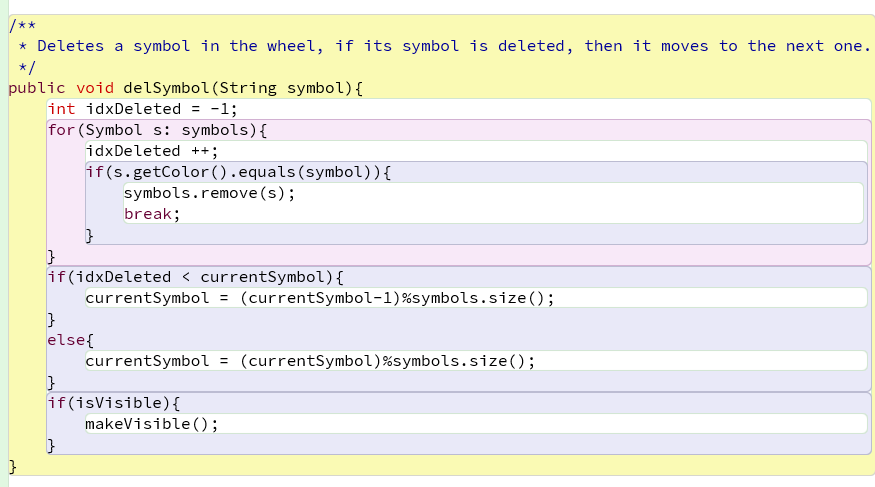 /**
 * Deletes a symbol in the wheel, if its symbol is deleted, then it moves to the next one.
 */
public void delSymbol(String symbol){
    int idxDeleted = -1;
    for(Symbol s: symbols){
        idxDeleted ++;
        if(s.getColor().equals(symbol)){
            symbols.remove(s);
            break;
        }
    }
    if(idxDeleted < currentSymbol){
        currentSymbol = (currentSymbol-1)%symbols.size();
    }
    else{
        currentSymbol = (currentSymbol)%symbols.size();
    }
    if(isVisible){
        makeVisible();
    }
}